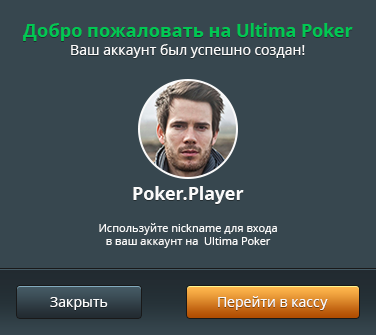 Добро пожаловать на Ultima Poker
Ваш аккаунт был успешно создан!
Poker.Player
Используйте nickname для входа
в ваш аккаунт на Ultima Poker
Закрыть
Перейти в кассу